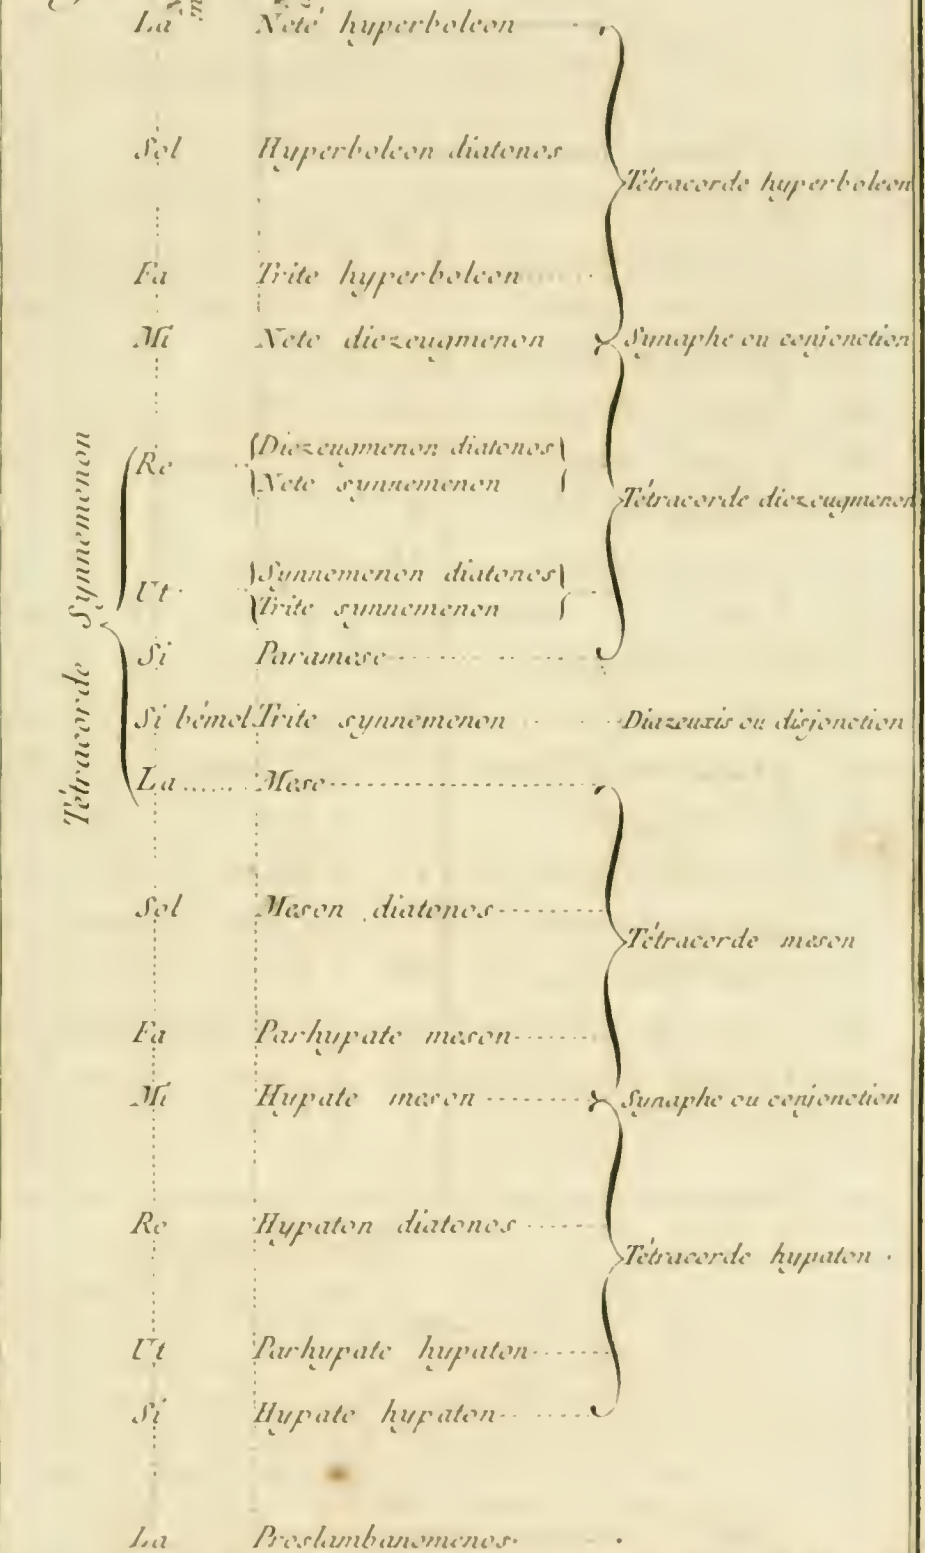 La Neté hyperboleon
Sol Hyperboleon diatonos
Tétracorde hyperboleon
Fa Trite hyperboleon
Mi Nete diezeugmenon Synaphe ou conjonction
Re Diezeugmenon diatonos
Nete synnemenon
Tétracorde diezeugmenon
Tétracorde Synnemenon
Ut Synnemenon diatonos
Trite synnemenon
Si Paramese
Si bémol Trite synnemenon Diazeuxis ou disjonction
La Mese
Sol Meson diatonos
Tétracorde meson
Fa Parhypate meson
Mi Hypate meson Synaphe ou conjonction
Re Hypaton diatonos
Tétracorde hypaton
Ut Parhypate hypaton
Si Hypate hypaton
La Proslambanomenos